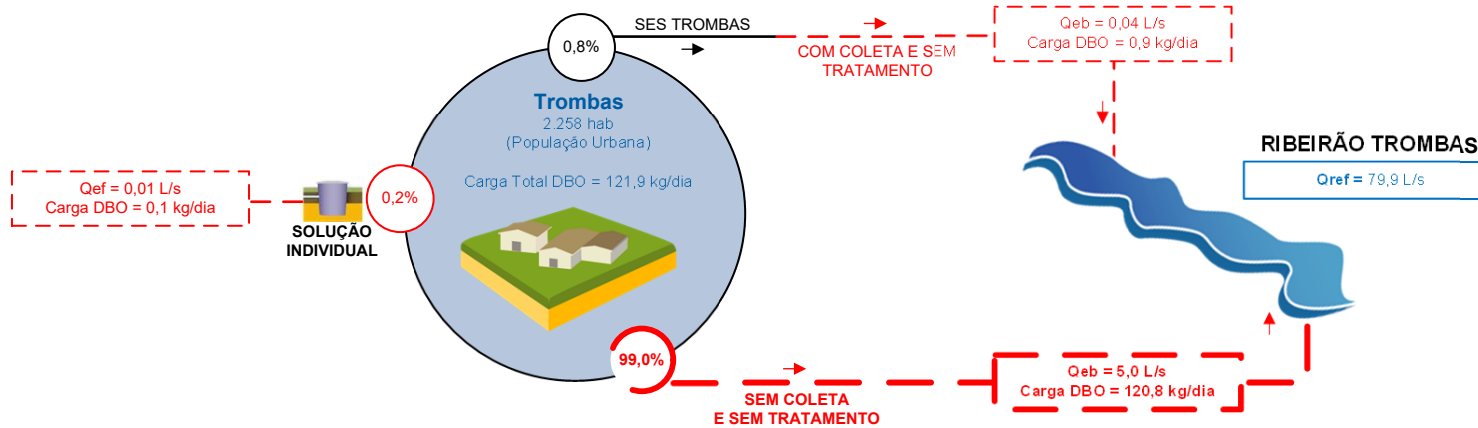 0,8%
SES TROMBAS
COM COLETA E SEM
TRATAMENTO
Qeb = 0,04 L/s
Carga DBO = 0,9 kg/dia
Trombas
2.258 hab
(População Urbana)
Carga Total DBO = 121,9 kg/dia
RIBEIRÃO TROMBAS
Qref = 79,9 L/s
Qef = 0,01 L/s
Carga DBO = 0,1 kg/dia
0,2%
SOLUÇÃO
INDIVIDUAL
99,0%
SEM COLETA
E SEM TRATAMENTO
Qeb = 5,0 L/s
Carga DBO = 120,8 kg/dia